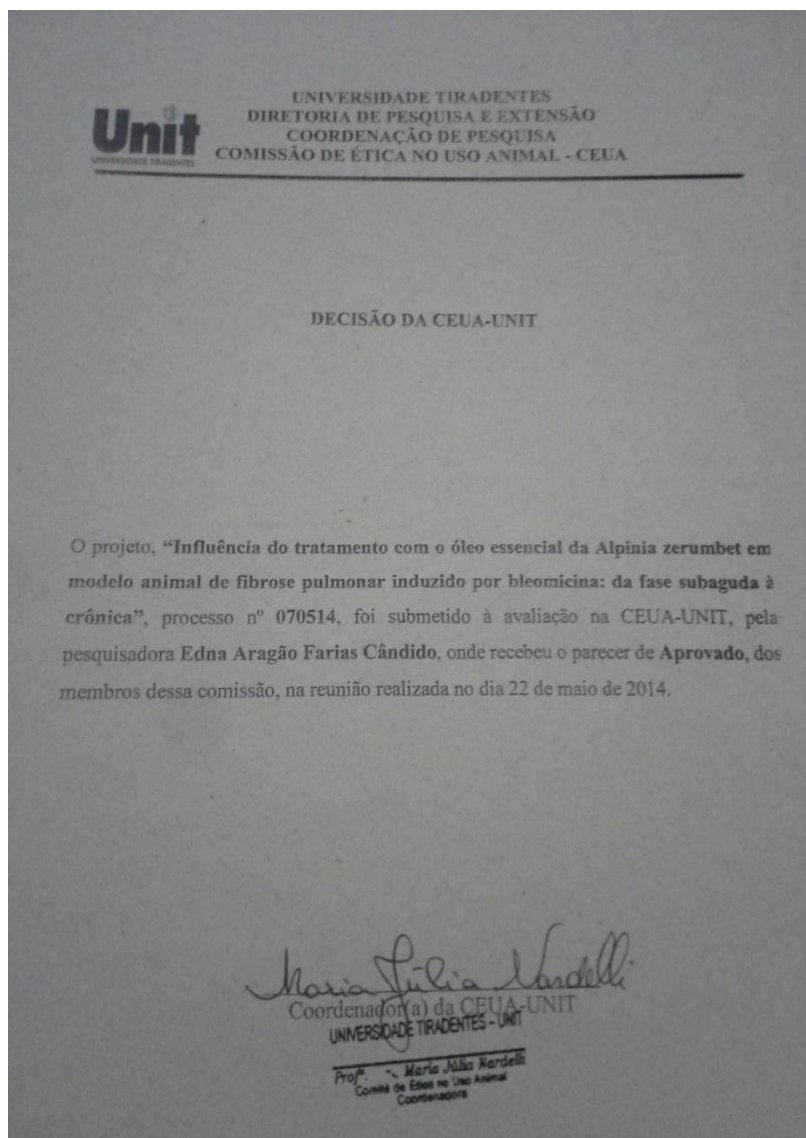 UNIVERSIDADE TIRADENTES
DIRETORIA DE PESQUISA E EXTENSÃO
COORDENAÇÃO DE PESQUISA
COMISSÃO DE ÉTICA NO USO ANIMAL - CEUA
Unit
UNIVERSIDADE TIRADENTES
DECISÃO DA CEUA-UNIT
O projeto, “Influência do tratamento com o óleo essencial da Alpinia zerumbet em
modelo animal de fibrose pulmonar induzido por bleomicina: da fase subaguda à
crônica”, processo nº 070514, foi submetido à avaliação na CEUA-UNIT, pela
pesquisadora Edna Aragão Farias Cândido, onde recebeu o parecer de Aprovado, dos
membros dessa comissão, na reunião realizada no dia 22 de maio de 2014.
Maria Júlia Nardelli
Coordenador(a) da CEUA-UNIT
UNIVERSIDADE TIRADENTES - UNIT
Profª. Maria Júlia Nardelli
Comitê de Ética no Uso Animal
Coordenadora